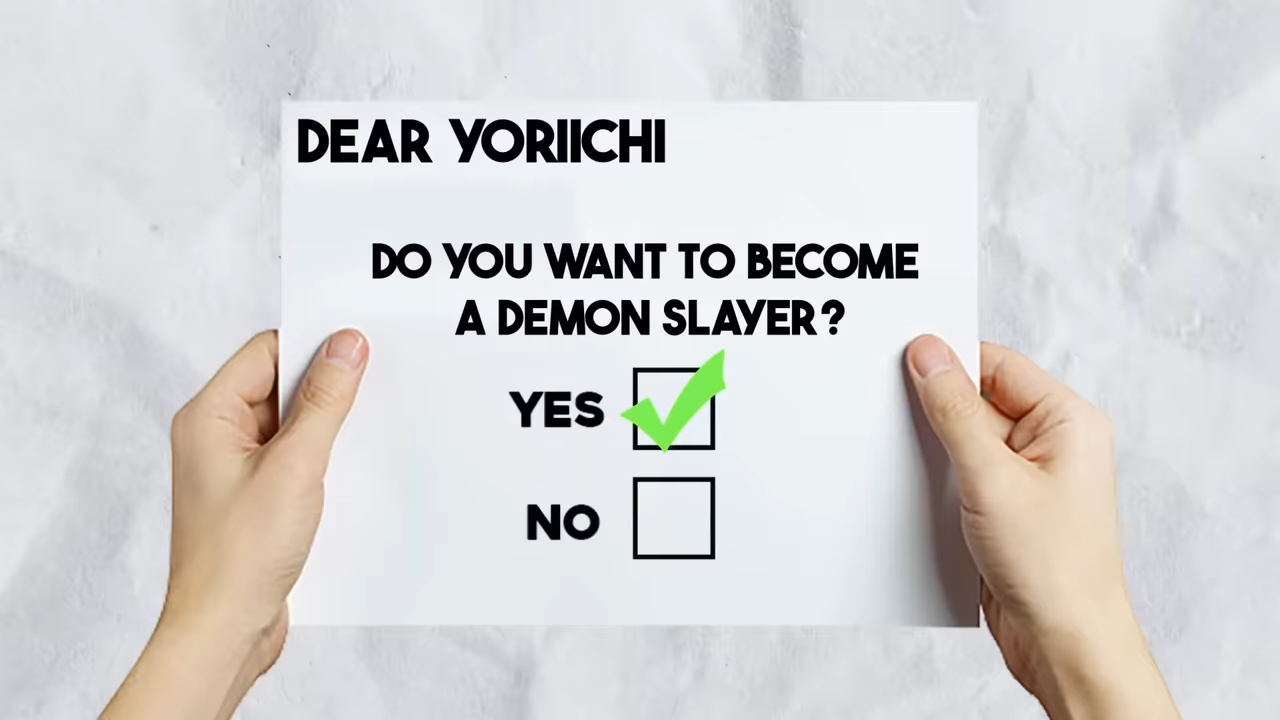 DEAR YORIICHI
DO YOU WANT TO BECOME
A DEMON SLAYER?
YES
NO